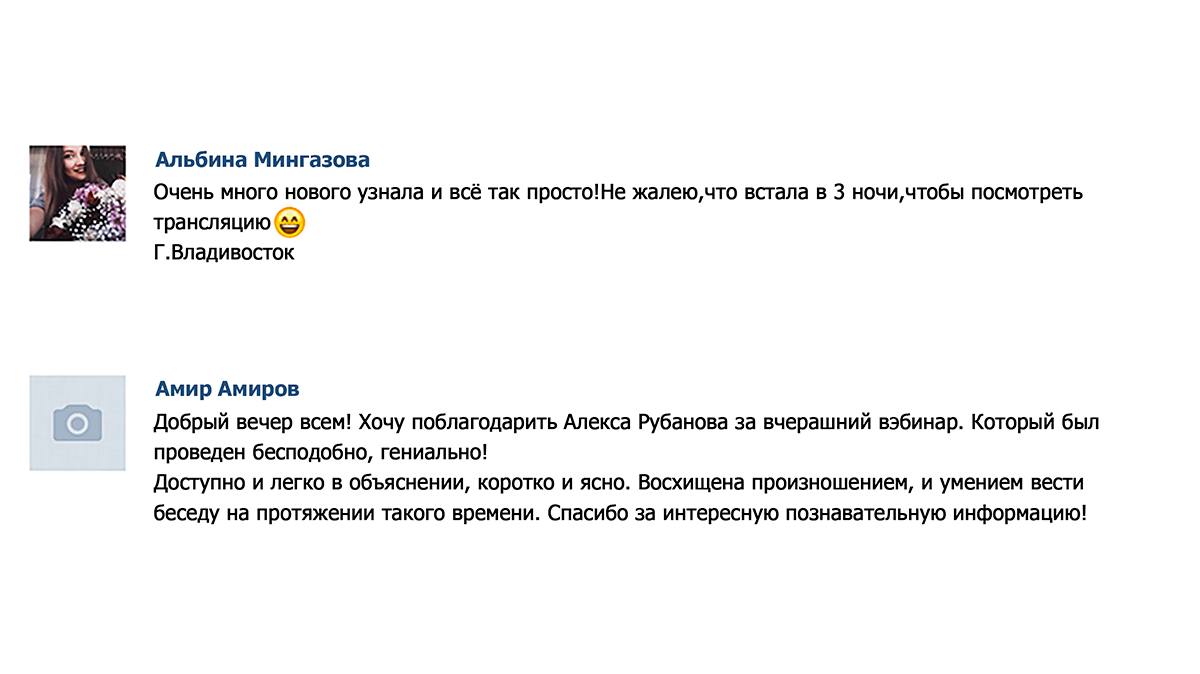 Альбина Мингазова
Очень много нового узнала и всё так просто!Не жалею,что встала в 3 ночи,чтобы посмотреть
трансляцию😄
Г.Владивосток
Амир Амиров
Добрый вечер всем! Хочу поблагодарить Алекса Рубанова за вчерашний вэбинар. Который был
проведен бесподобно, гениально!
Доступно и легко в объяснении, коротко и ясно. Восхищена произношением, и умением вести
беседу на протяжении такого времени. Спасибо за интересную познавательную информацию!